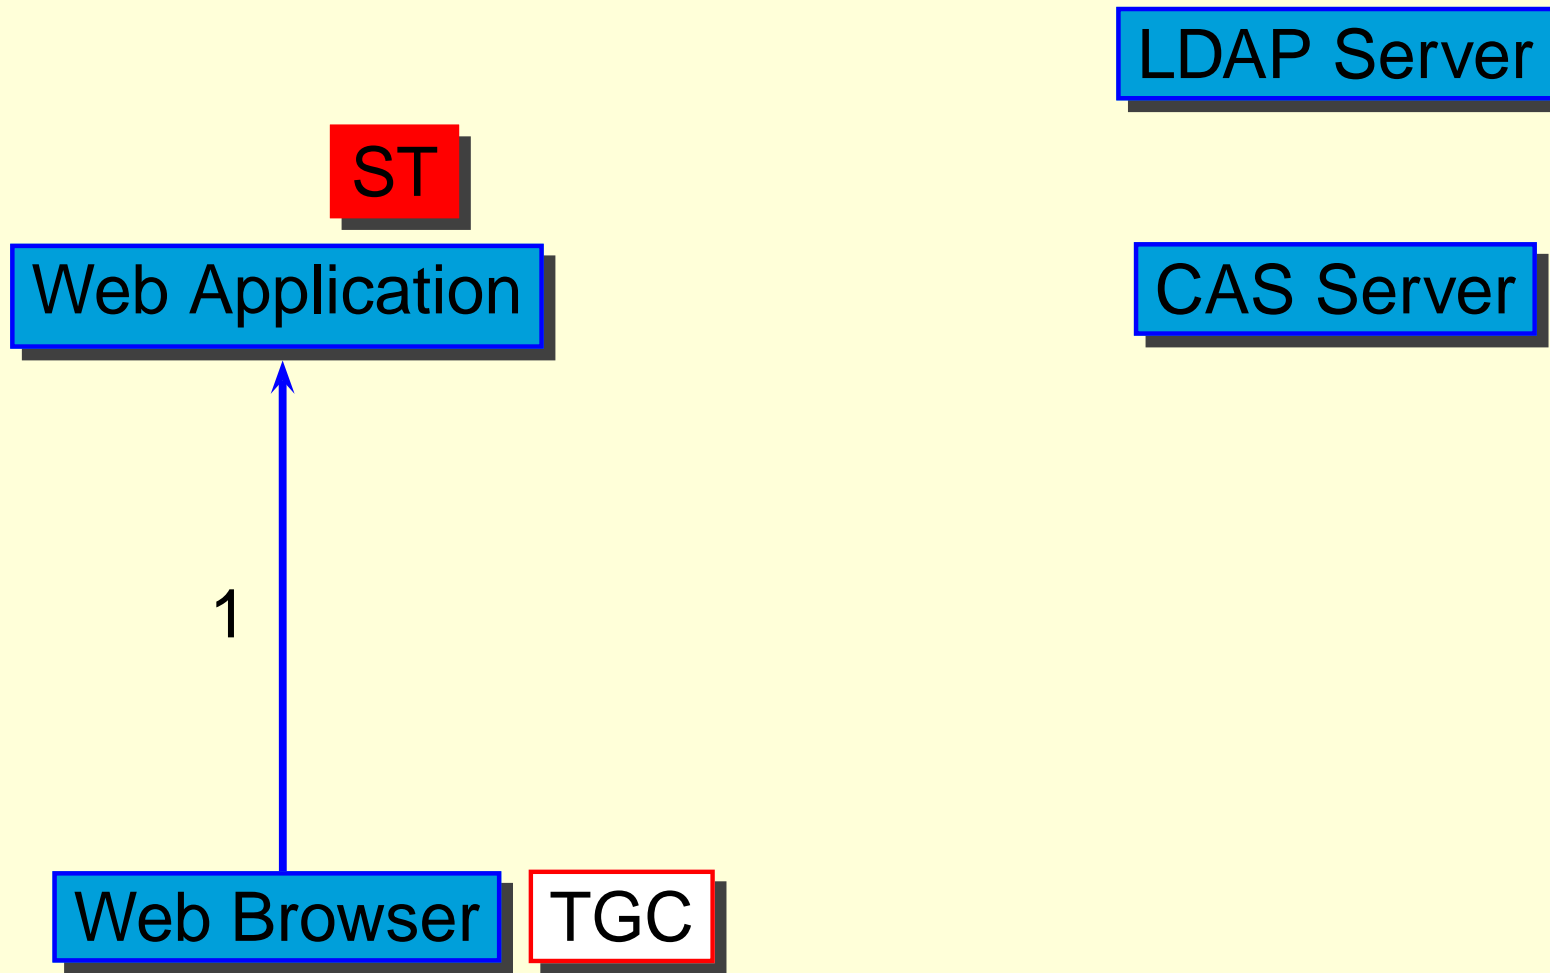 LDAP Server
ST
Web Application
CAS Server
1
Web Browser
TGC